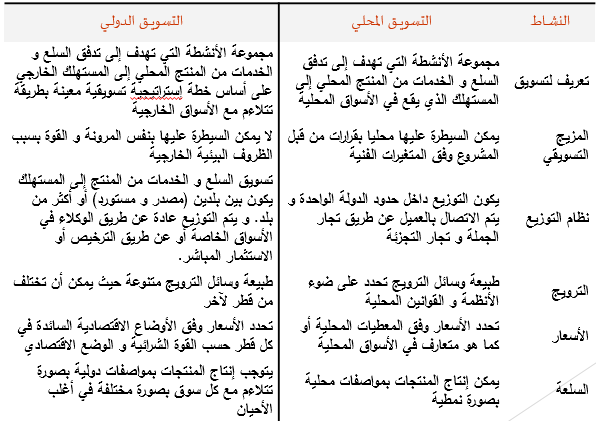 النشاط
التسويق المحلي
التسويق الدولي
تعريف لتسويق
مجموعة الأنشطة التي تهدف إلى تدفق
السلع و الخدمات من المنتج المحلي إلى
المستهلك الذي يقع في الأسواق المحلية
مجموعة الأنشطة التي تهدف إلى تدفق السلع و
الخدمات من المنتج المحلي إلى المستهلك الخارجي
على أساس خطة إستراتيجية تسويقية معينة بطريقة
تتلاءم مع الأسواق الخارجية
المزيج
التسويقي
يمكن السيطرة عليها محليا بقرارات من قبل
المشروع وفق المتغيرات الفنية
لا يمكن السيطرة عليها بنفس المرونة و القوة بسبب
الظروف البيئية الخارجية
نظام التوزيع
يكون التوزيع داخل حدود الدولة الواحدة و
يتم الاتصال بالعميل عن طريق تجار
الجملة و تجار التجزئة
تسويق السلع و الخدمات من المنتج إلى المستهلك
يكون بين بلدين (مصدر و مستورد) أو أكثر من
بلد. و يتم التوزيع عادة عن طريق الوكلاء في
الأسواق الخاصة أو عن طريق الترخيص أو
الاستثمار المباشر.
الترويج
طبيعة وسائل الترويج تحدد على ضوء
الأنظمة و القوانين المحلية
طبيعة وسائل الترويج متنوعة حيث يمكن أن تختلف
من قطر لآخر
الأسعار
تحدد الأسعار وفق المعطيات المحلية أو
كما هو متعارف في الأسواق المحلية
تحدد الأسعار وفق الأوضاع الاقتصادية السائدة في
كل قطر حسب القوة الشرائية و الوضع الاقتصادي
السلعة
يمكن إنتاج المنتجات بمواصفات محلية
بصورة نمطية
يتوجب إنتاج المنتجات بمواصفات دولية بصورة
تتلاءم مع كل سوق بصورة مختلفة في أغلب
الأحيان